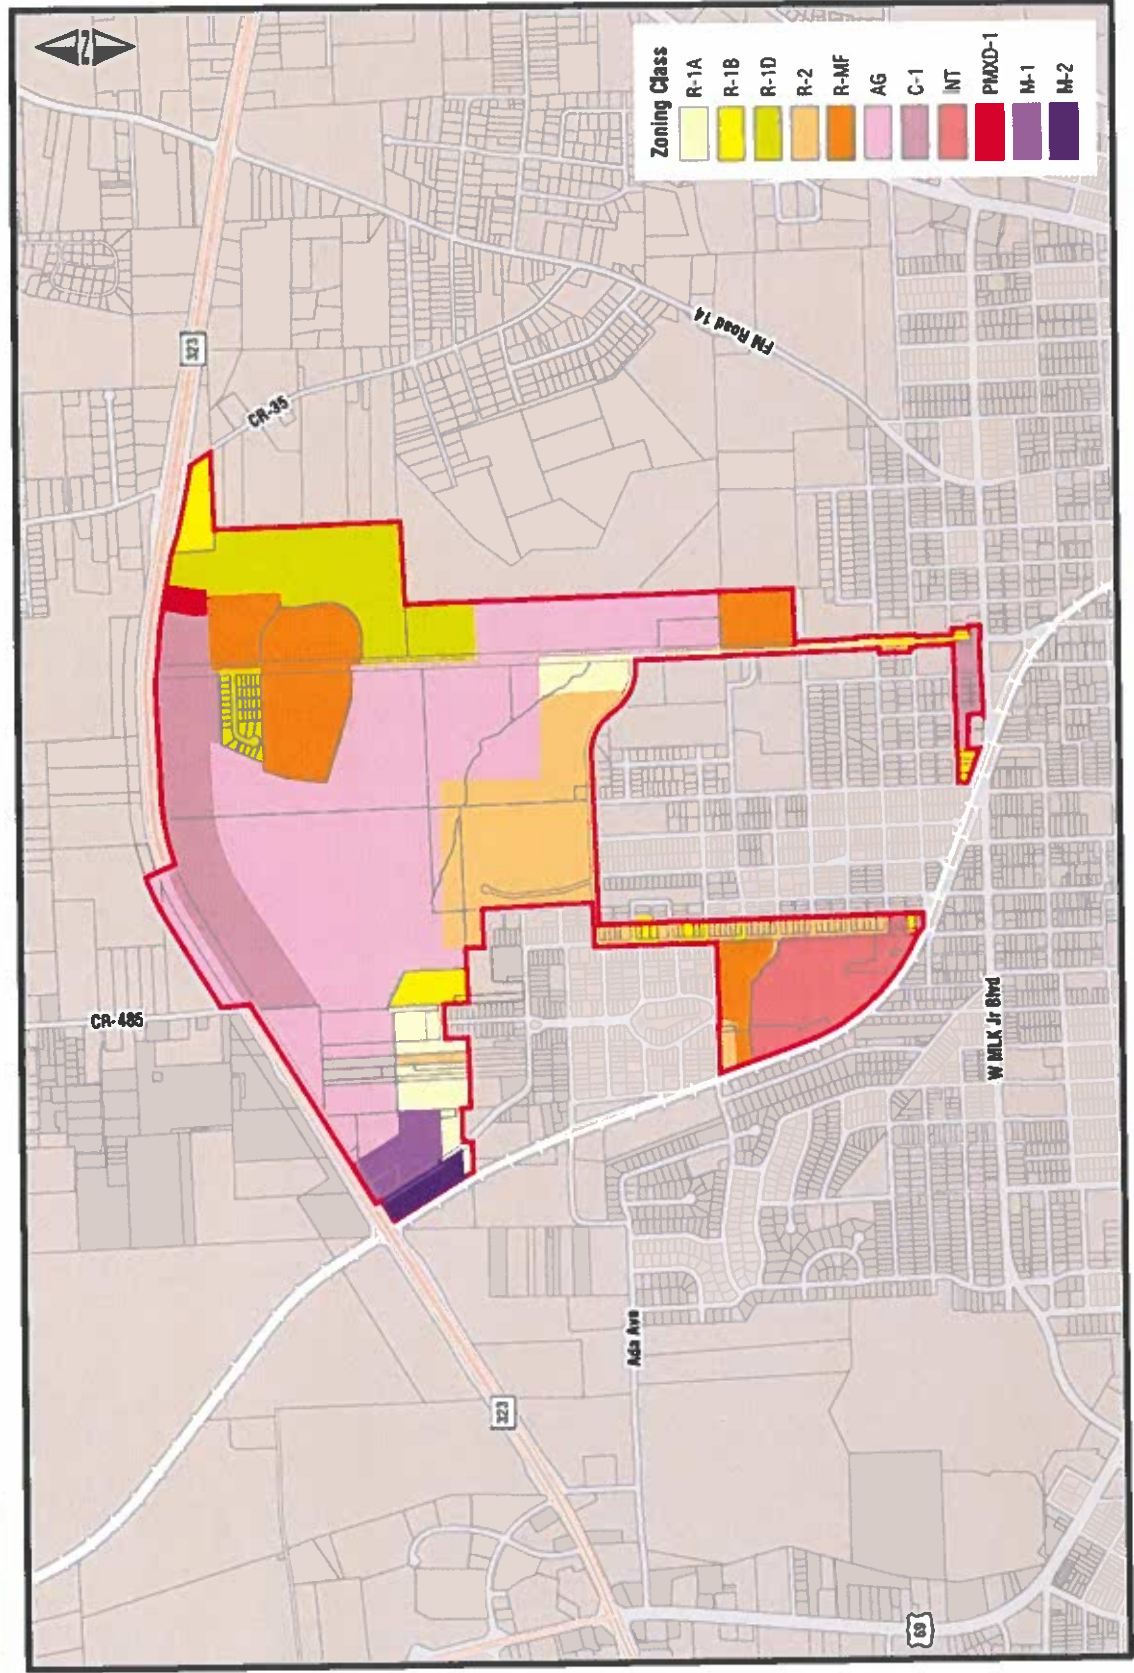 N
323
CR-35
FM Road 14
CR-485
W MLK Jr Blvd
Ada Ave
323
69
Zoning Class
R-1A
R-1B
R-1D
R-2
R-MF
AG
C-1
NT
PMXD-1
M-1
M-2